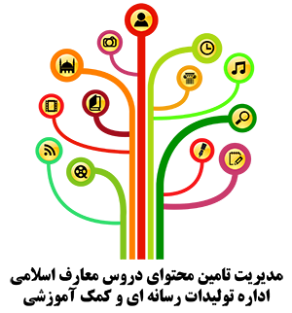 مدیریت تامین محتوای دروس معارف اسلامی
اداره تولیدات رسانه ای و کمک آموزشی